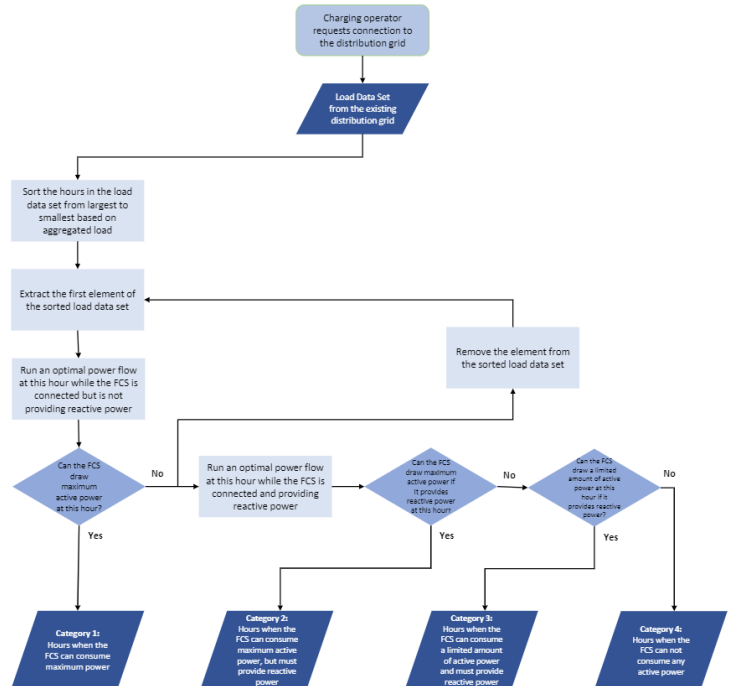 Charging operator
requests connection to
the distribution grid
Load Data Set
from the existing
distribution grid
Sort the hours in the load
data set from largest to
smallest based on
aggregated load
Extract the first element of
the sorted load data set
Remove the element from
the sorted load data set
Run an optimal power flow
at this hour while the FCS is
connected but is not
providing reactive power
Can the FCS
draw
maximum
active power
at this hour?
No
Yes
Run an optimal power flow
at this hour while the FCS is
connected and providing
reactive power
Can the FCS
draw maximum
active power if
it provides
reactive power
at this hour?
No
Yes
Can the FCS
draw a limited
amount of active
power at this
hour if it
provides reactive
power?
No
Yes
Category 1:
Hours when the
FCS can consume
maximum power
Category 2:
Hours when the
FCS can consume
maximum active
power, but must
provide reactive
power
Category 3:
Hours when the
FCS can consume
a limited amount
of active power
and must provide
reactive power
Category 4:
Hours when the
FCS can not
consume any
active power